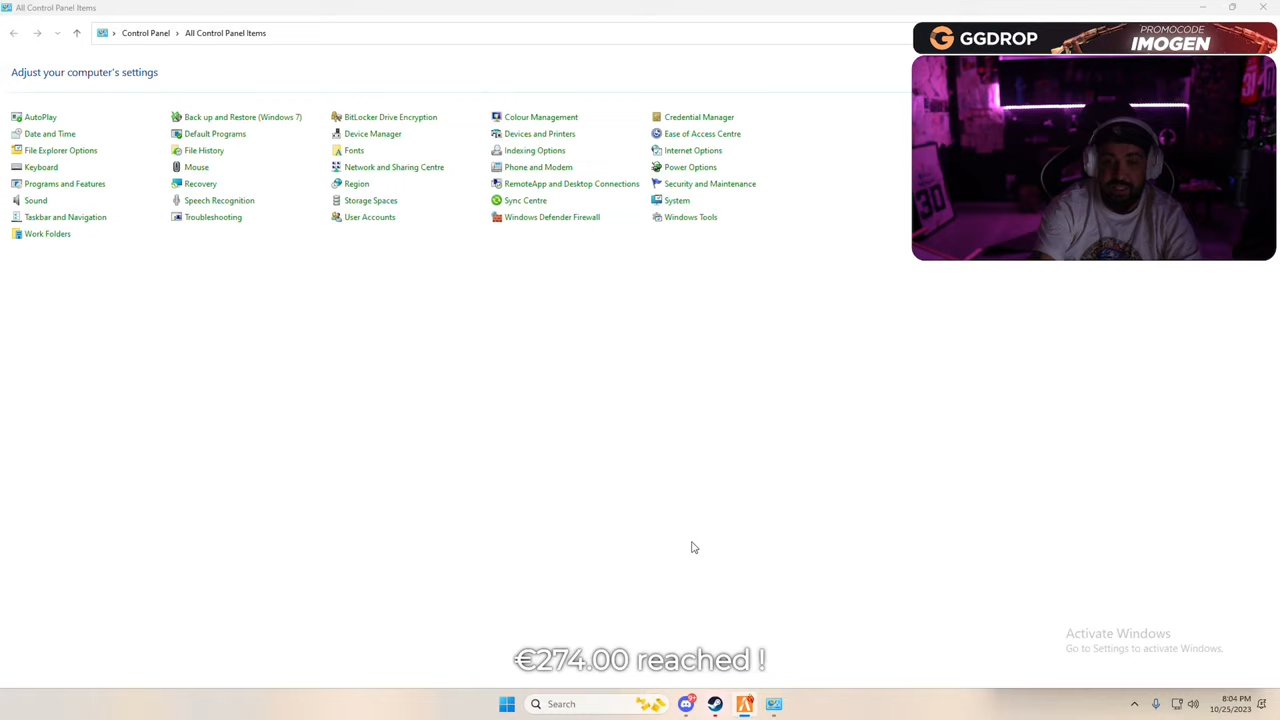 All Control Panel Items
Control Panel › All Control Panel Items
GGDROP
PROMOCODE
IMOGEN
Adjust your computer's settings
AutoPlay
Back up and Restore (Windows 7)
BitLocker Drive Encryption
Colour Management
Credential Manager
Date and Time
Default Programs
Device Manager
Devices and Printers
Ease of Access Centre
File Explorer Options
File History
Fonts
Indexing Options
Internet Options
Keyboard
Mouse
Network and Sharing Centre
Phone and Modem
Power Options
Programs and Features
Recovery
Region
RemoteApp and Desktop Connections
Security and Maintenance
Sound
Speech Recognition
Storage Spaces
Sync Centre
System
Taskbar and Navigation
Troubleshooting
User Accounts
Windows Defender Firewall
Windows Tools
Work Folders
Activate Windows
Go to Settings to activate Windows.
€274.00 reached !
Search
8:04 PM
10/25/2023